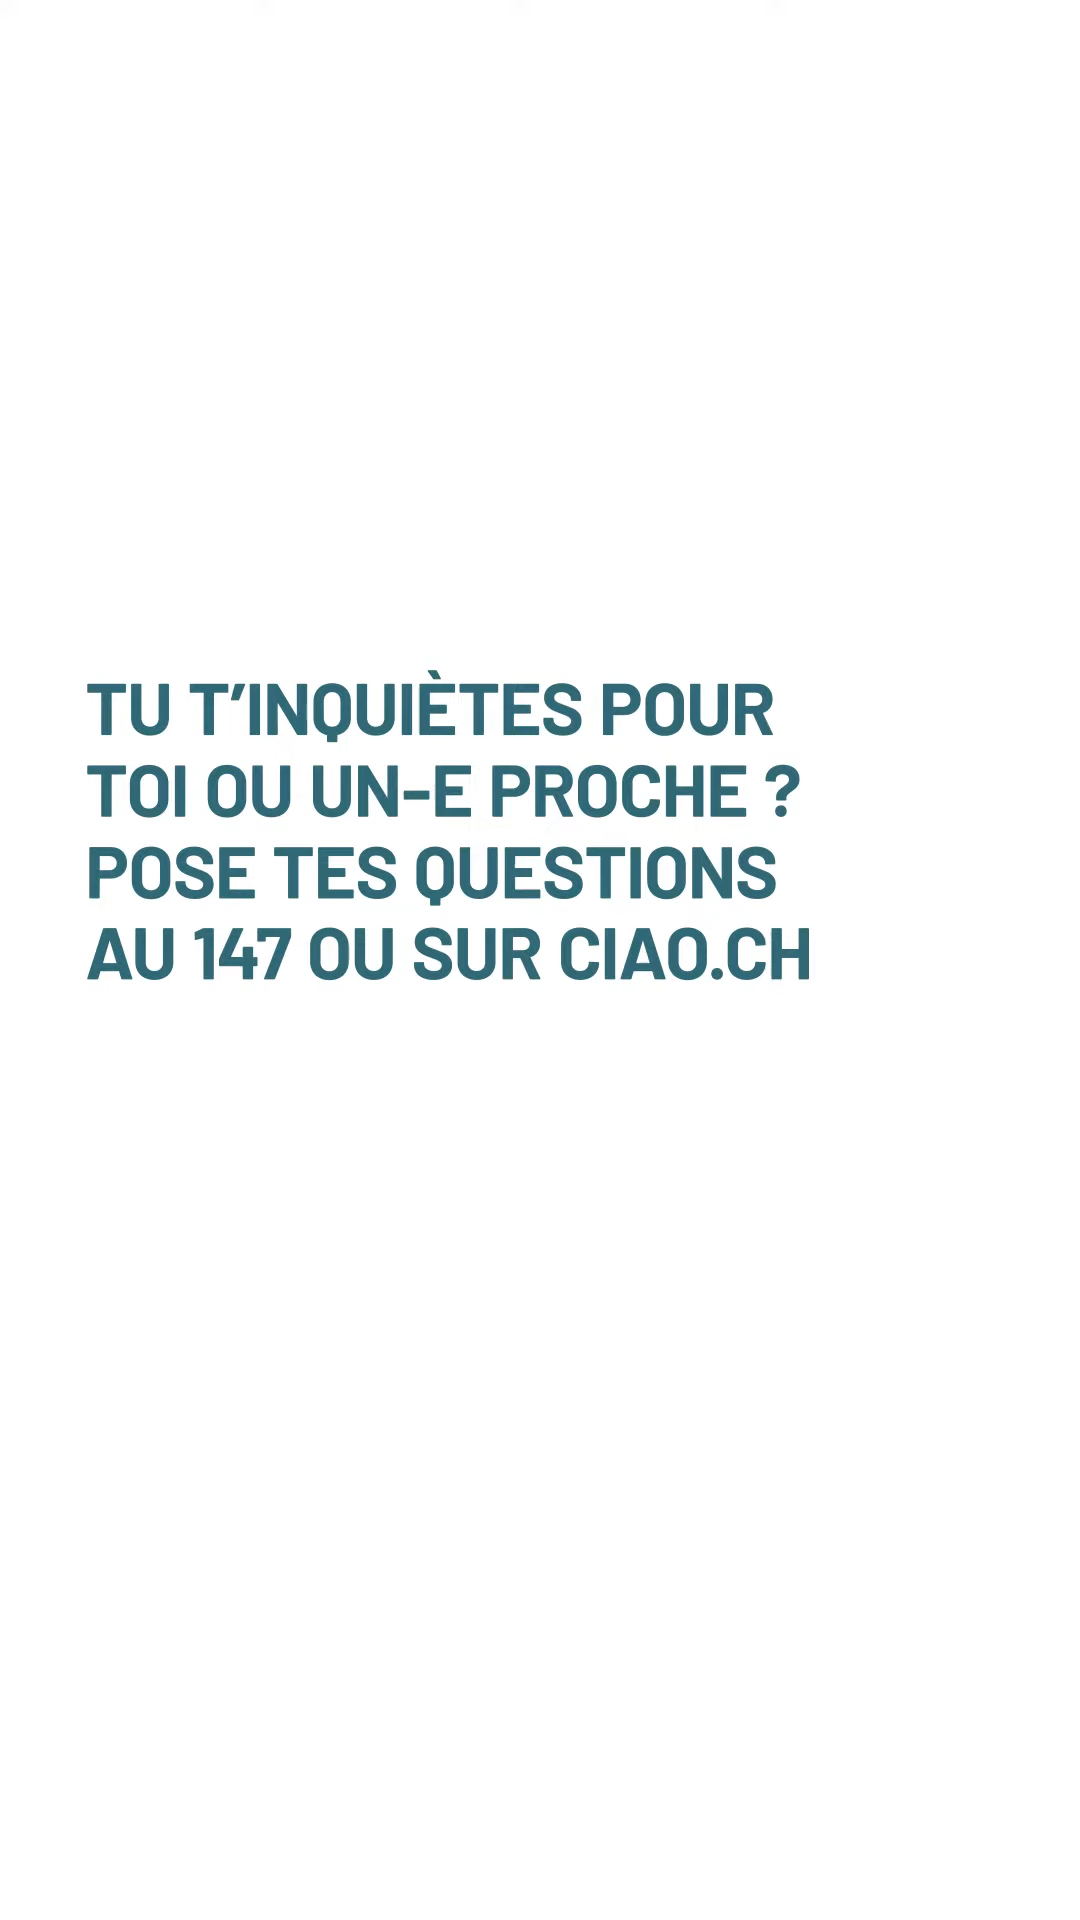 TU T’INQUIÈTES POUR
TOI OU UN-E PROCHE ?
POSE TES QUESTIONS
AU 147 OU SUR CIAO.CH